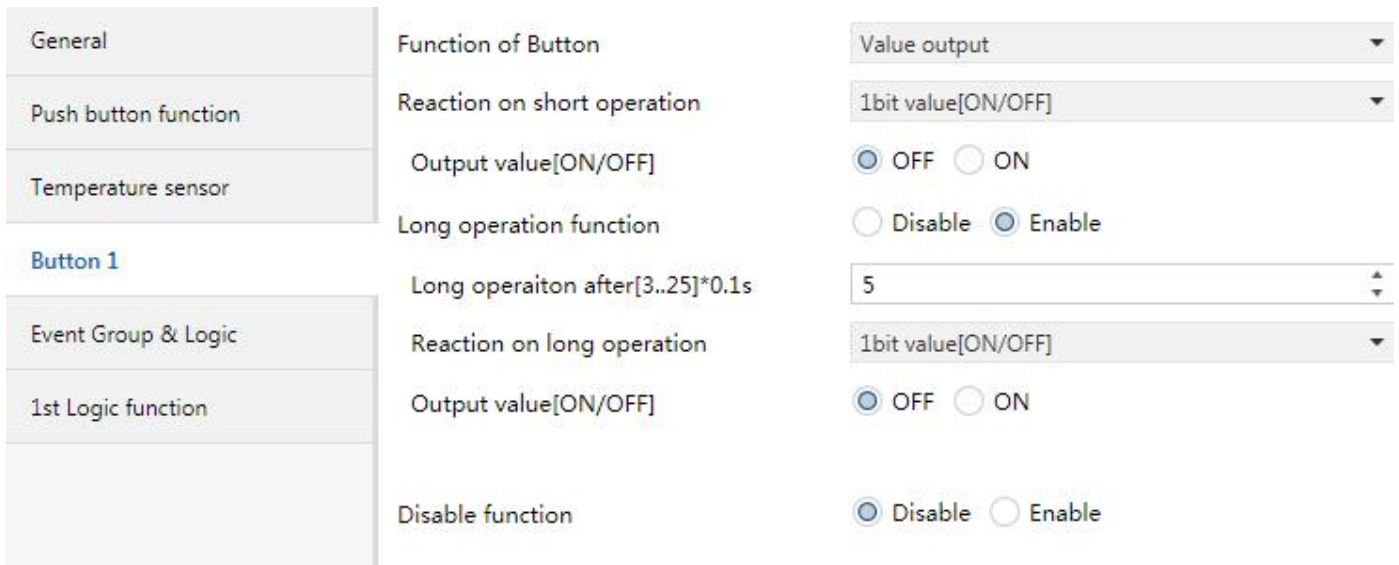 General
Push button function
Temperature sensor
Button 1
Event Group & Logic
1st Logic function
Function of Button
Value output
Reaction on short operation
1bit value[ON/OFF]
Output value[ON/OFF]
OFF ON
Long operation function
Disable Enable
Long operaiton after[3..25]*0.1s
5
Reaction on long operation
1bit value[ON/OFF]
Output value[ON/OFF]
OFF ON
Disable function
Disable Enable